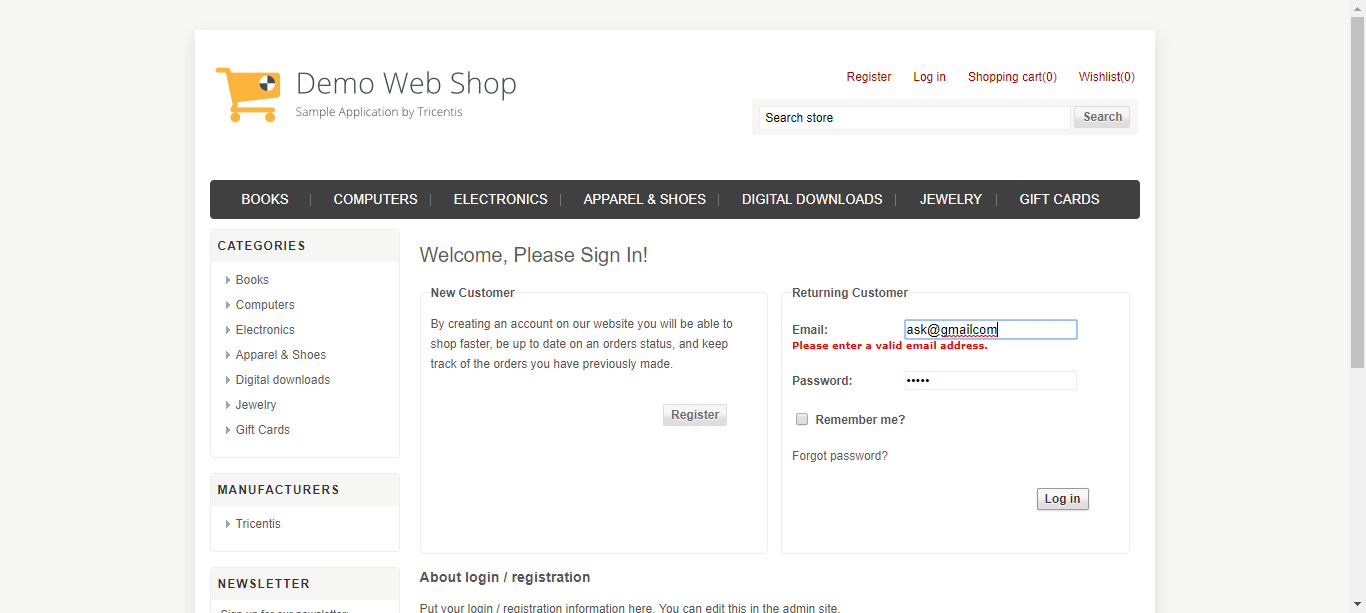 Demo Web Shop
Sample Application by Tricentis
Register Log in Shopping cart(0) Wishlist(0)
Search store Search
BOOKS COMPUTERS ELECTRONICS APPAREL & SHOES DIGITAL DOWNLOADS JEWELRY GIFT CARDS
CATEGORIES
Books
Computers
Electronics
Apparel & Shoes
Digital downloads
Jewelry
Gift Cards
MANUFACTURERS
Tricentis
NEWSLETTER
Sign up for our newsletter:
Welcome, Please Sign In!
New Customer
By creating an account on our website you will be able to
shop faster, be up to date on an orders status, and keep
track of the orders you have previously made.
Register
Returning Customer
Email: ask@gmailcom
Please enter a valid email address.
Password: •••••
Remember me?
Forgot password?
Log in
About login / registration
Put your login / registration information here. You can edit this in the admin site.